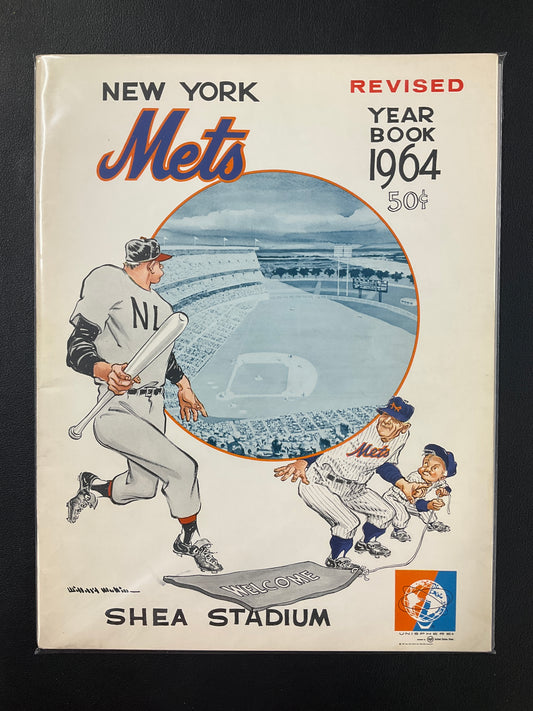 NEW YORK
Mets
REVISED
YEAR
BOOK
1964
50¢
NL
Mets
WELCOME
Willard Mullin
SHEA STADIUM
UNISPHERE